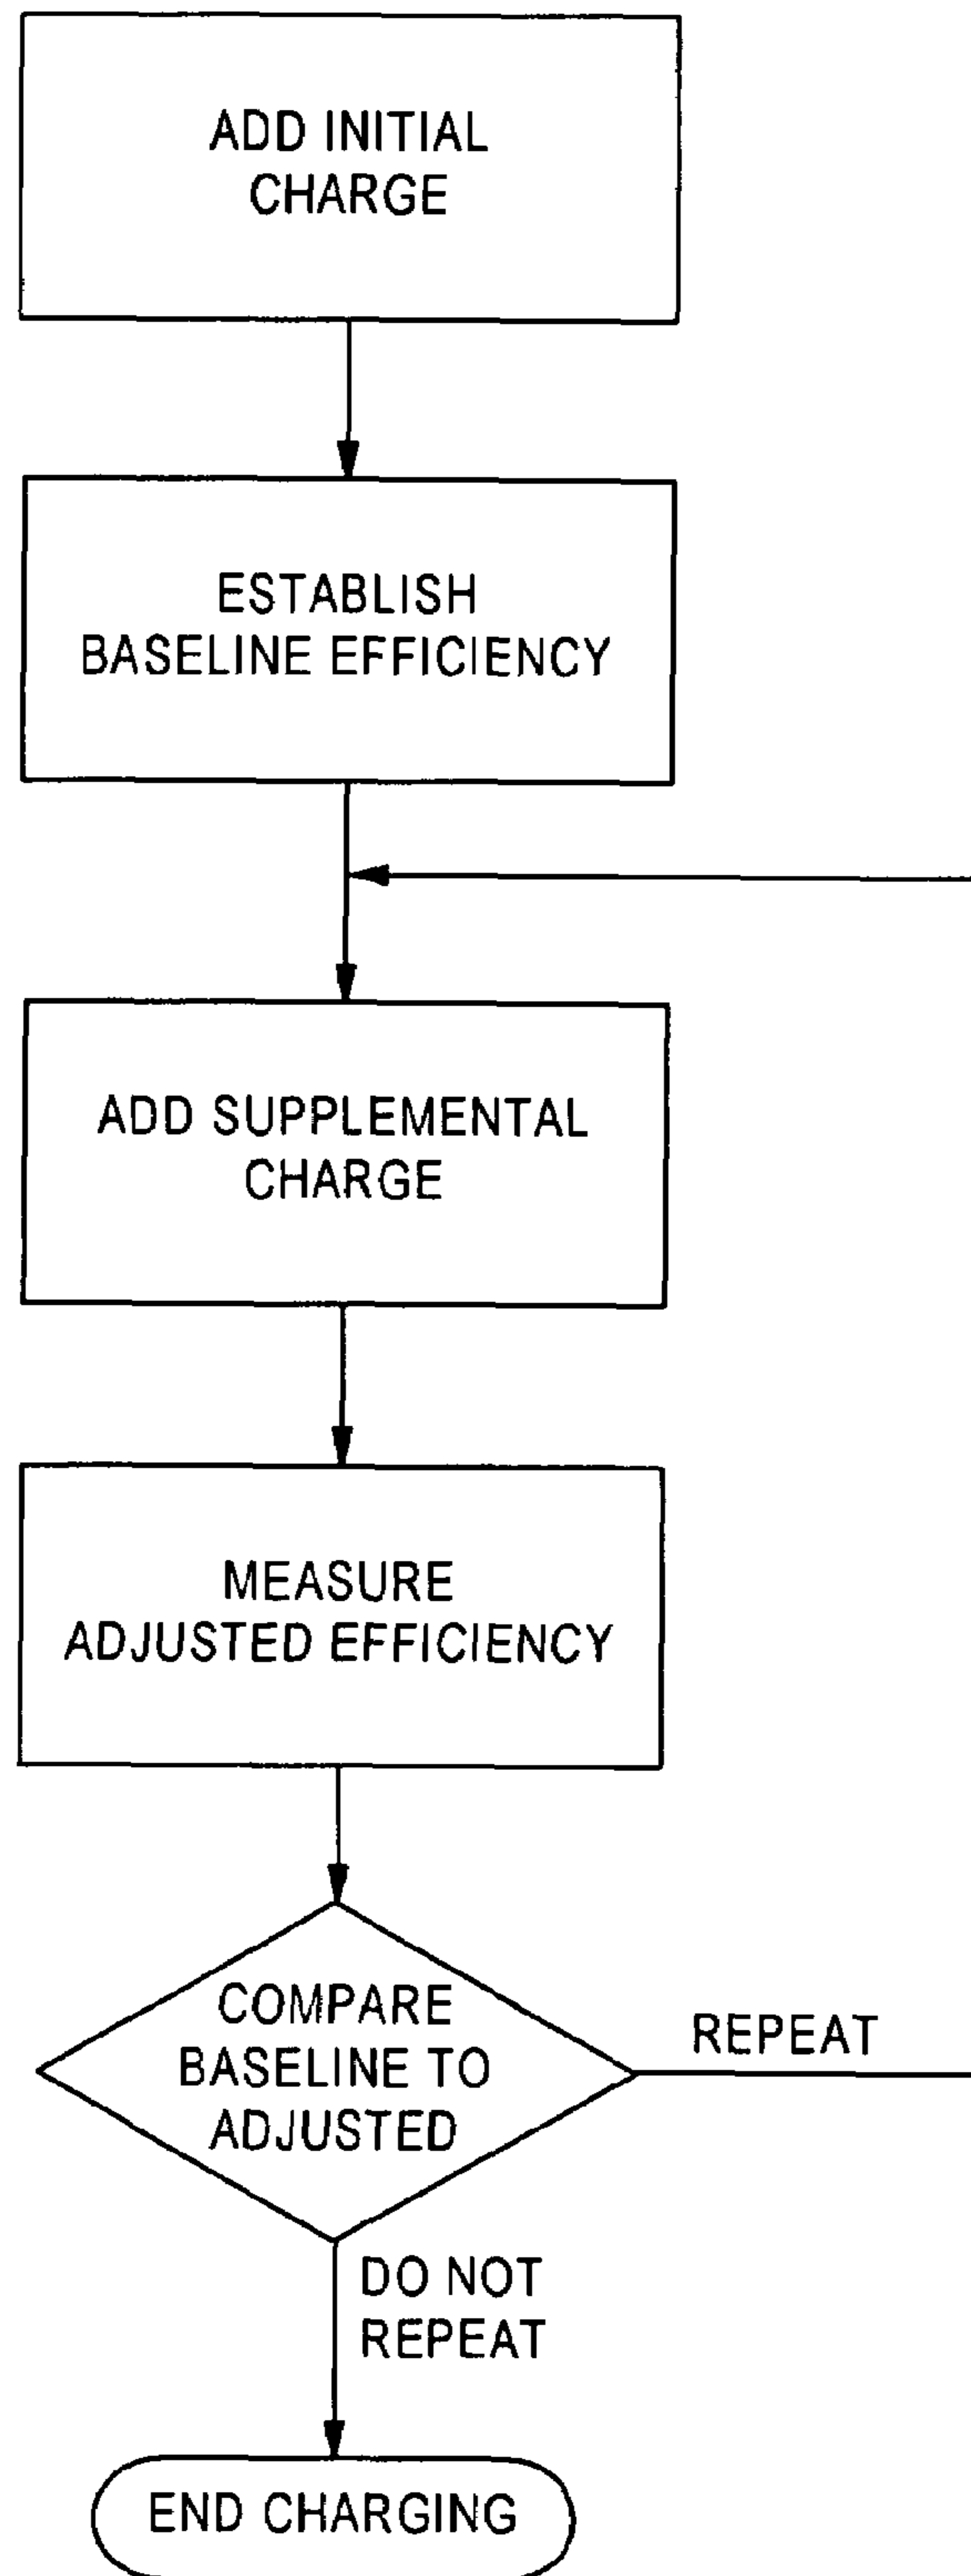 ADD INITIAL
CHARGE
ESTABLISH
BASELINE EFFICIENCY
ADD SUPPLEMENTAL
CHARGE
MEASURE
ADJUSTED EFFICIENCY
COMPARE
BASELINE TO
ADJUSTED
REPEAT
DO NOT
REPEAT
END CHARGING